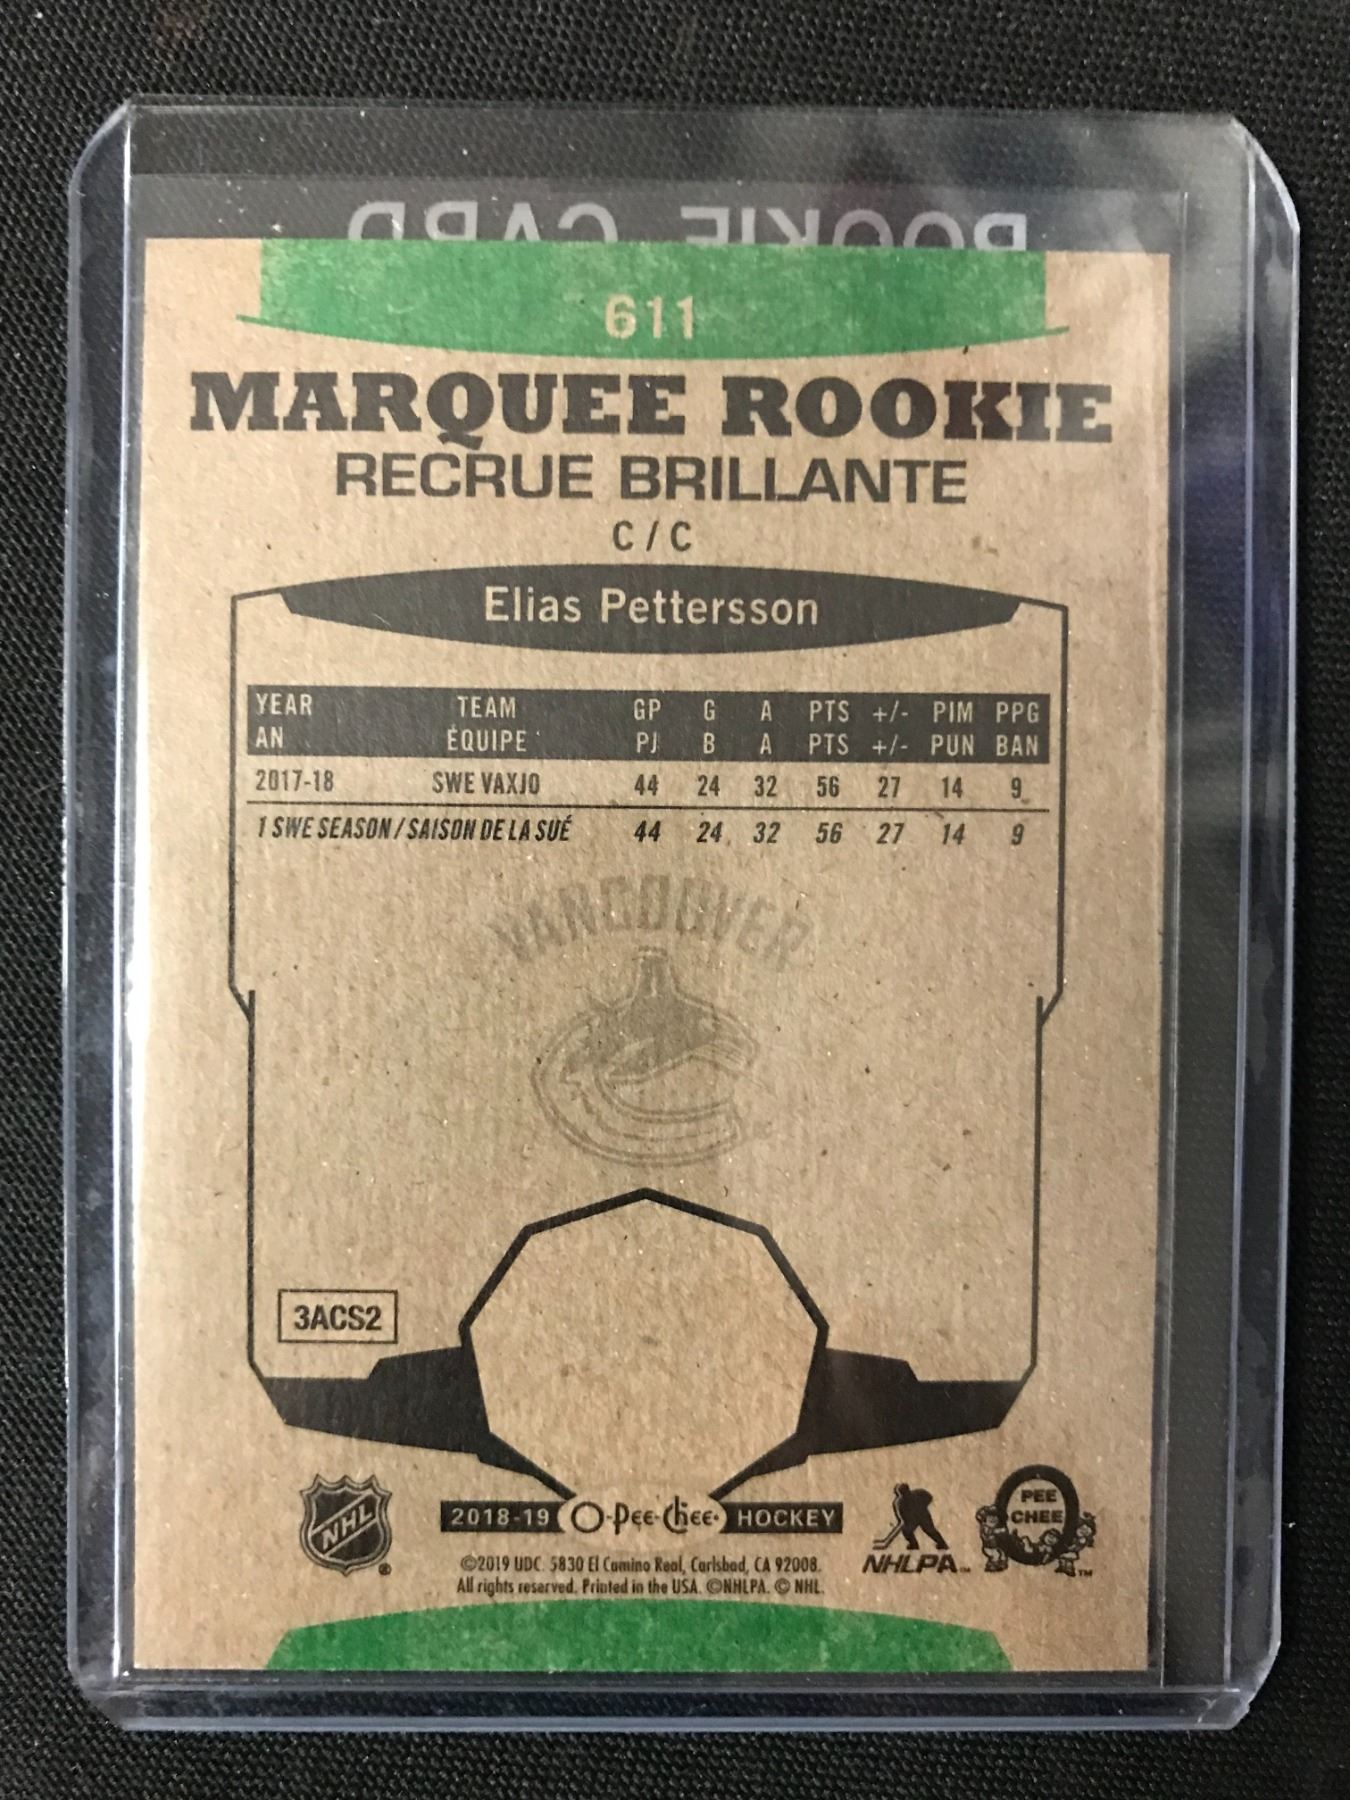 ROOKIE CARD
611
MARQUEE ROOKIE
RECRUE BRILLANTE
C / C
Elias Pettersson
YEAR TEAM GP G A PTS +/- PIM PPG
AN ÉQUIPE PJ B A PTS +/- PUN BAN
2017-18 SWE VAXJO 44 24 32 56 27 14 9
1 SWE SEASON / SAISON DE LA SUÉ 44 24 32 56 27 14 9
VANCOUVER
3ACS2
NHL
2018-19 O-Pee-Chee HOCKEY
NHLPA™
O PEE CHEE™
©2019 UDC. 5830 El Camino Real, Carlsbad, CA 92008.
All rights reserved. Printed in the USA. ©NHLPA. © NHL.